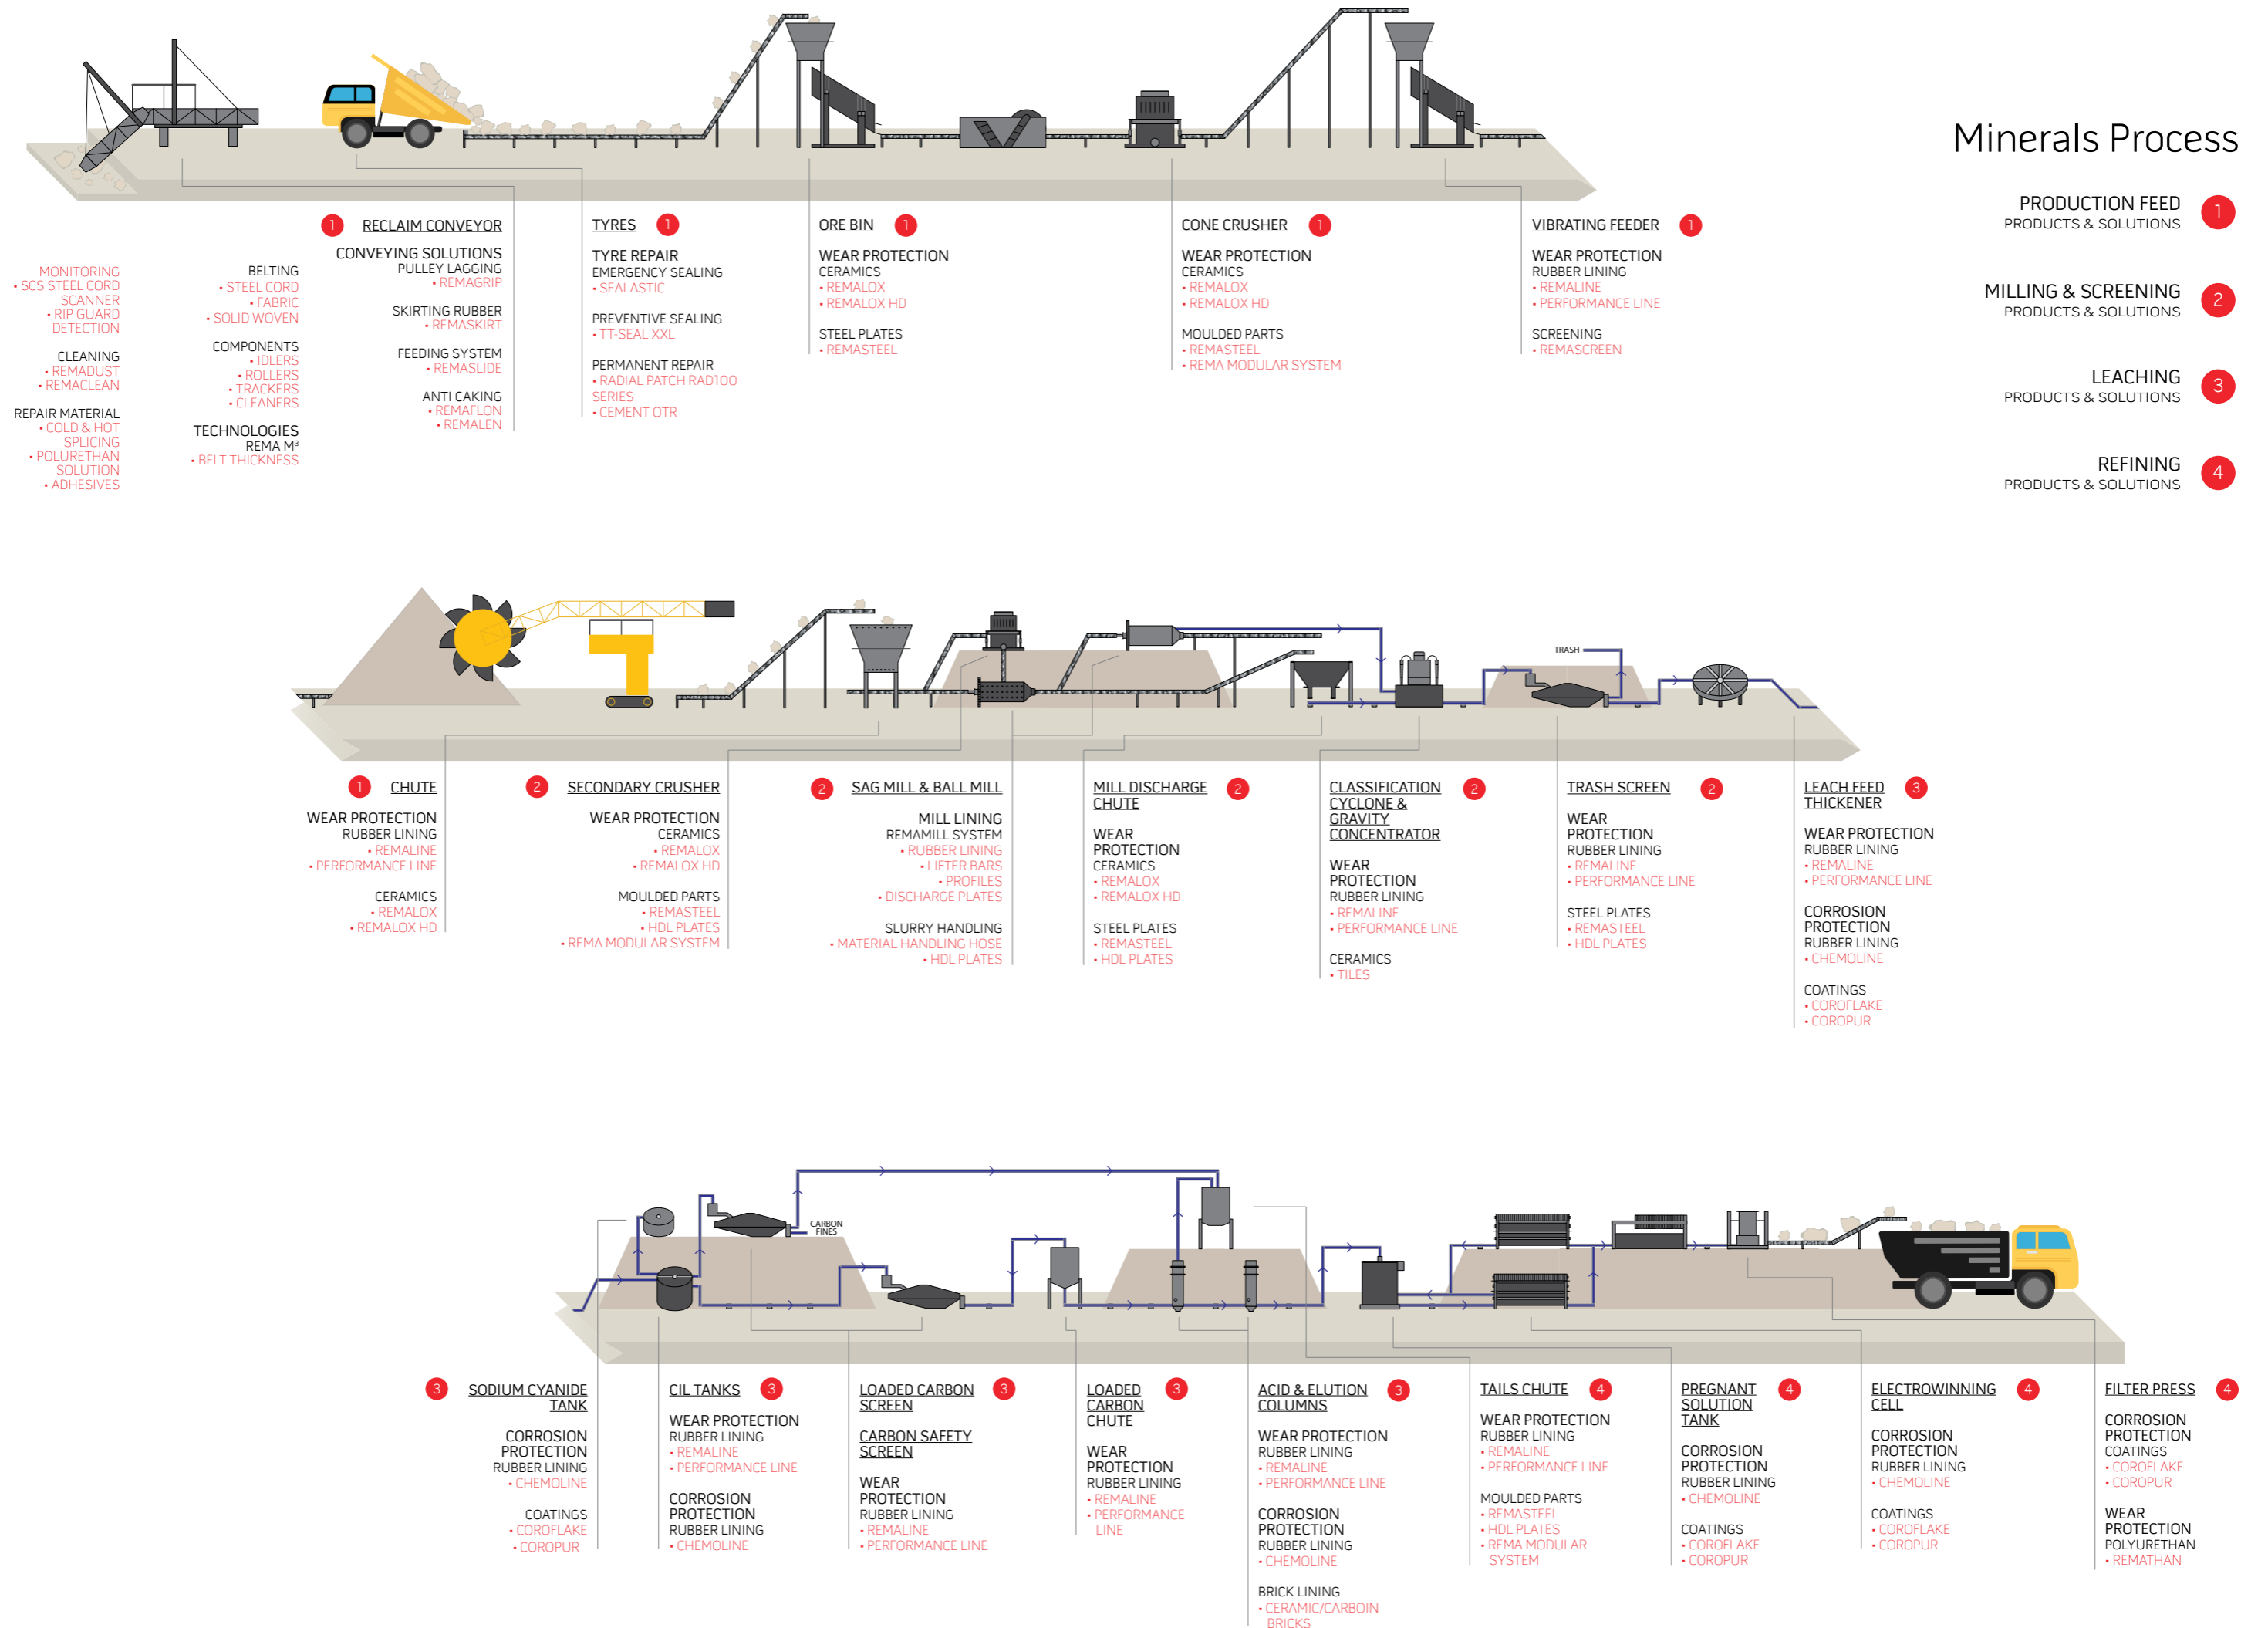 Minerals Process
PRODUCTION FEED
PRODUCTS & SOLUTIONS
1
MILLING & SCREENING
PRODUCTS & SOLUTIONS
2
LEACHING
PRODUCTS & SOLUTIONS
3
REFINING
PRODUCTS & SOLUTIONS
4
MONITORING
• SCS STEEL CORD
SCANNER
• RIP GUARD
DETECTION
CLEANING
• REMADUST
• REMACLEAN
REPAIR MATERIAL
• COLD & HOT
SPLICING
• POLURETHAN
SOLUTION
• ADHESIVES
BELTING
• STEEL CORD
• FABRIC
• SOLID WOVEN
COMPONENTS
• IDLERS
• ROLLERS
• TRACKERS
• CLEANERS
TECHNOLOGIES
REMA M³
• BELT THICKNESS
1 RECLAIM CONVEYOR
CONVEYING SOLUTIONS
PULLEY LAGGING
• REMAGRIP
SKIRTING RUBBER
• REMASKIRT
FEEDING SYSTEM
• REMASLIDE
ANTI CAKING
• REMAFLON
• REMALEN
TYRES 1
TYRE REPAIR
EMERGENCY SEALING
• SEALASTIC
PREVENTIVE SEALING
• TT-SEAL XXL
PERMANENT REPAIR
• RADIAL PATCH RAD100
SERIES
• CEMENT OTR
ORE BIN 1
WEAR PROTECTION
CERAMICS
• REMALOX
• REMALOX HD
STEEL PLATES
• REMASTEEL
CONE CRUSHER 1
WEAR PROTECTION
CERAMICS
• REMALOX
• REMALOX HD
MOULDED PARTS
• REMASTEEL
• REMA MODULAR SYSTEM
VIBRATING FEEDER 1
WEAR PROTECTION
RUBBER LINING
• REMALINE
• PERFORMANCE LINE
SCREENING
• REMASCREEN
TRASH
1 CHUTE
WEAR PROTECTION
RUBBER LINING
• REMALINE
• PERFORMANCE LINE
CERAMICS
• REMALOX
• REMALOX HD
2 SECONDARY CRUSHER
WEAR PROTECTION
CERAMICS
• REMALOX
• REMALOX HD
MOULDED PARTS
• REMASTEEL
• HDL PLATES
• REMA MODULAR SYSTEM
2 SAG MILL & BALL MILL
MILL LINING
REMAMILL SYSTEM
• RUBBER LINING
• LIFTER BARS
• PROFILES
• DISCHARGE PLATES
SLURRY HANDLING
• MATERIAL HANDLING HOSE
• HDL PLATES
MILL DISCHARGE 2
CHUTE
WEAR
PROTECTION
CERAMICS
• REMALOX
• REMALOX HD
STEEL PLATES
• REMASTEEL
• HDL PLATES
CLASSIFICATION 2
CYCLONE &
GRAVITY
CONCENTRATOR
WEAR
PROTECTION
RUBBER LINING
• REMALINE
• PERFORMANCE LINE
CERAMICS
• TILES
TRASH SCREEN 2
WEAR
PROTECTION
RUBBER LINING
• REMALINE
• PERFORMANCE LINE
STEEL PLATES
• REMASTEEL
• HDL PLATES
LEACH FEED 3
THICKENER
WEAR PROTECTION
RUBBER LINING
• REMALINE
• PERFORMANCE LINE
CORROSION
PROTECTION
RUBBER LINING
• CHEMOLINE
COATINGS
• COROFLAKE
• COROPUR
CARBON
FINES
3 SODIUM CYANIDE
TANK
CORROSION
PROTECTION
RUBBER LINING
• CHEMOLINE
COATINGS
• COROFLAKE
• COROPUR
CIL TANKS 3
WEAR PROTECTION
RUBBER LINING
• REMALINE
• PERFORMANCE LINE
CORROSION
PROTECTION
RUBBER LINING
• CHEMOLINE
LOADED CARBON 3
SCREEN
CARBON SAFETY
SCREEN
WEAR
PROTECTION
RUBBER LINING
• REMALINE
• PERFORMANCE LINE
LOADED 3
CARBON
CHUTE
WEAR
PROTECTION
RUBBER LINING
• REMALINE
• PERFORMANCE
LINE
ACID & ELUTION 3
COLUMNS
WEAR PROTECTION
RUBBER LINING
• REMALINE
• PERFORMANCE LINE
CORROSION
PROTECTION
RUBBER LINING
• CHEMOLINE
BRICK LINING
• CERAMIC/CARBOIN
BRICKS
TAILS CHUTE 4
WEAR PROTECTION
RUBBER LINING
• REMALINE
• PERFORMANCE LINE
MOULDED PARTS
• REMASTEEL
• HDL PLATES
• REMA MODULAR
SYSTEM
PREGNANT 4
SOLUTION
TANK
CORROSION
PROTECTION
RUBBER LINING
• CHEMOLINE
COATINGS
• COROFLAKE
• COROPUR
ELECTROWINNING 4
CELL
CORROSION
PROTECTION
RUBBER LINING
• CHEMOLINE
COATINGS
• COROFLAKE
• COROPUR
FILTER PRESS 4
CORROSION
PROTECTION
COATINGS
• COROFLAKE
• COROPUR
WEAR
PROTECTION
POLYURETHAN
• REMATHAN